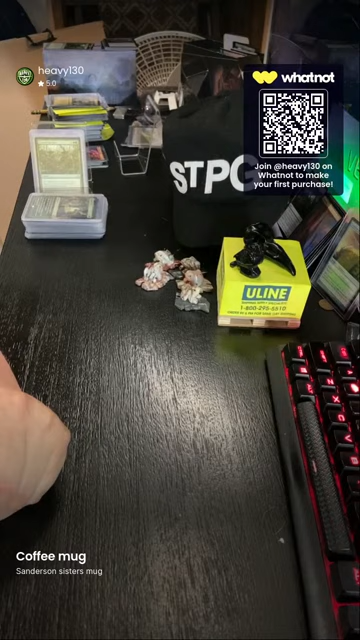 heavy130
★ 5.0
whatnot
Join @heavy130 on
Whatnot to make
your first purchase!
STPG
ULINE
1-800-295-5510
Coffee mug
Sanderson sisters mug